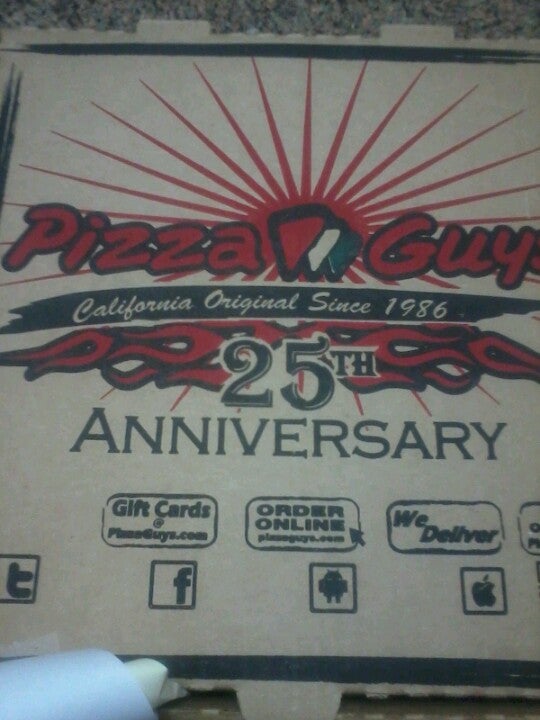 Pizza Guys
California Original Since 1986
25TH
ANNIVERSARY
Gift Cards
@
PizzaGuys.com
ORDER
ONLINE
pizzaguys.com
We
Deliver